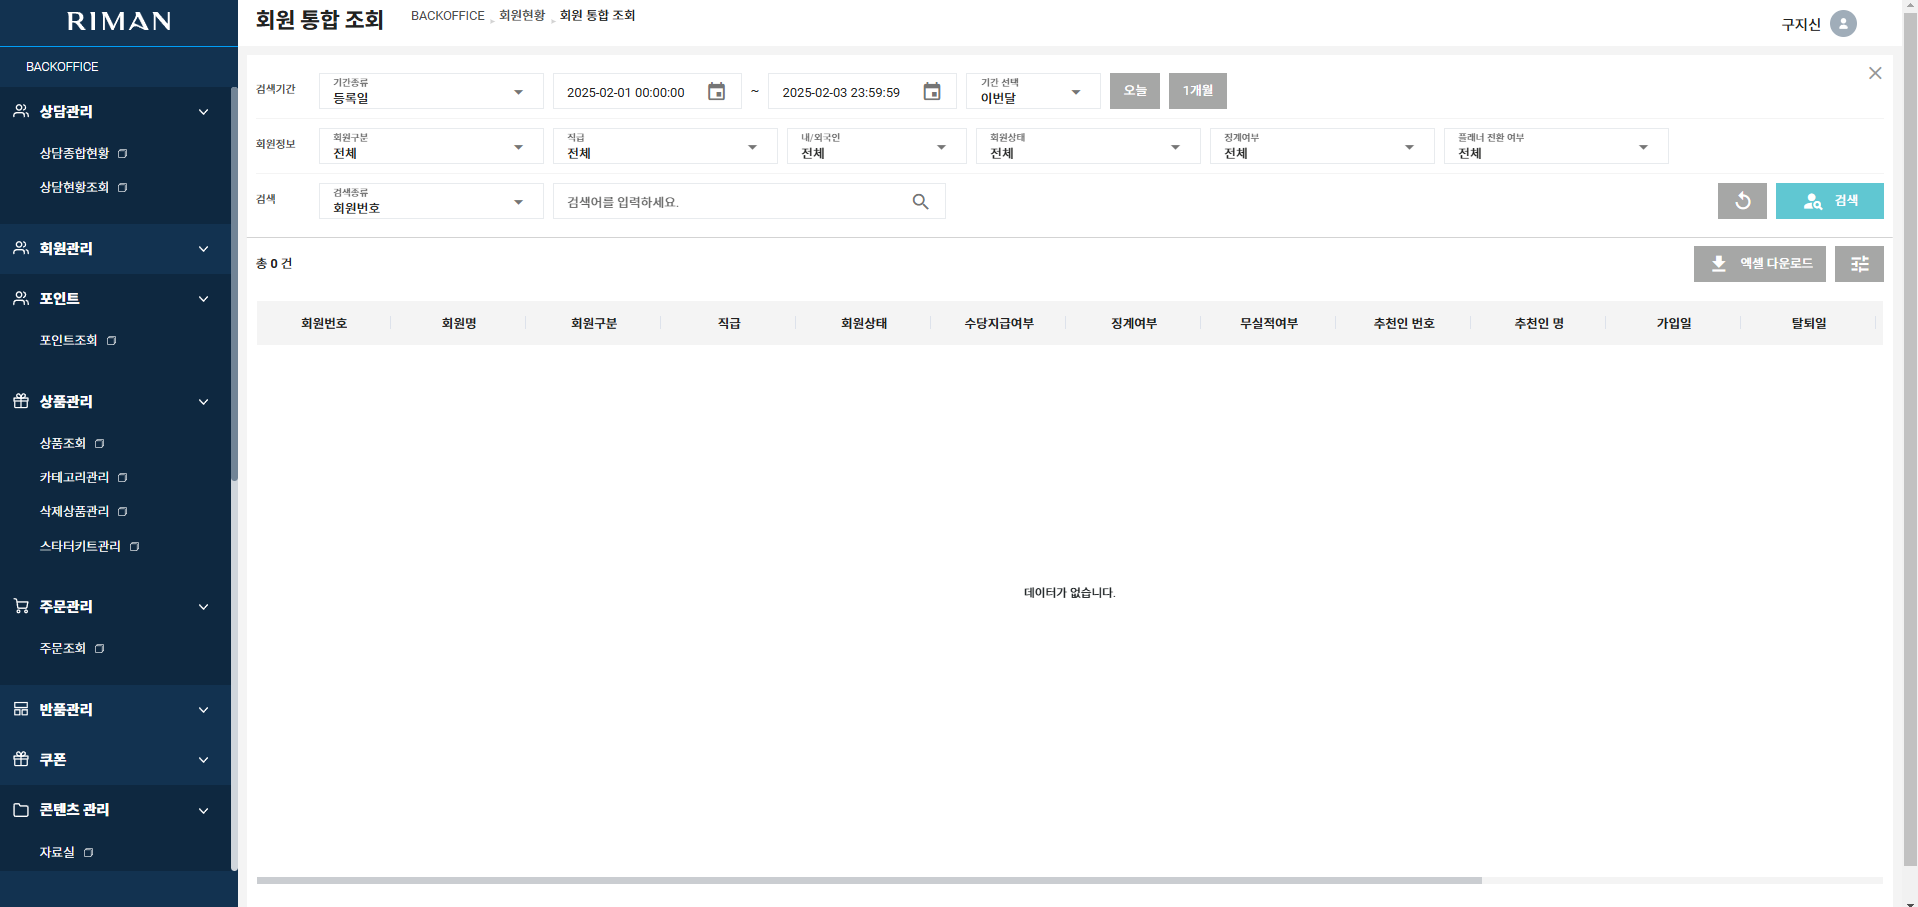 RIMAN
BACKOFFICE
상담관리
상담종합현황
상담현황조회
회원관리
포인트
포인트조회
상품관리
상품조회
카테고리관리
삭제상품관리
스타터키트관리
주문관리
주문조회
반품관리
쿠폰
콘텐츠 관리
자료실
회원 통합 조회
BACKOFFICE 회원현황 회원 통합 조회
구지신
검색기간
기간종류
등록일
2025-02-01 00:00:00
~
2025-02-03 23:59:59
기간 선택
이번달
오늘
1개월
회원정보
회원구분
전체
직급
전체
내/외국인
전체
회원상태
전체
징계여부
전체
플래너 전환 여부
전체
검색
검색종류
회원번호
검색어를 입력하세요.
검색
총 0 건
엑셀 다운로드
회원번호 회원명 회원구분 직급 회원상태 수당지급여부 징계여부 무실적여부 추천인 번호 추천인 명 가입일 탈퇴일
데이터가 없습니다.